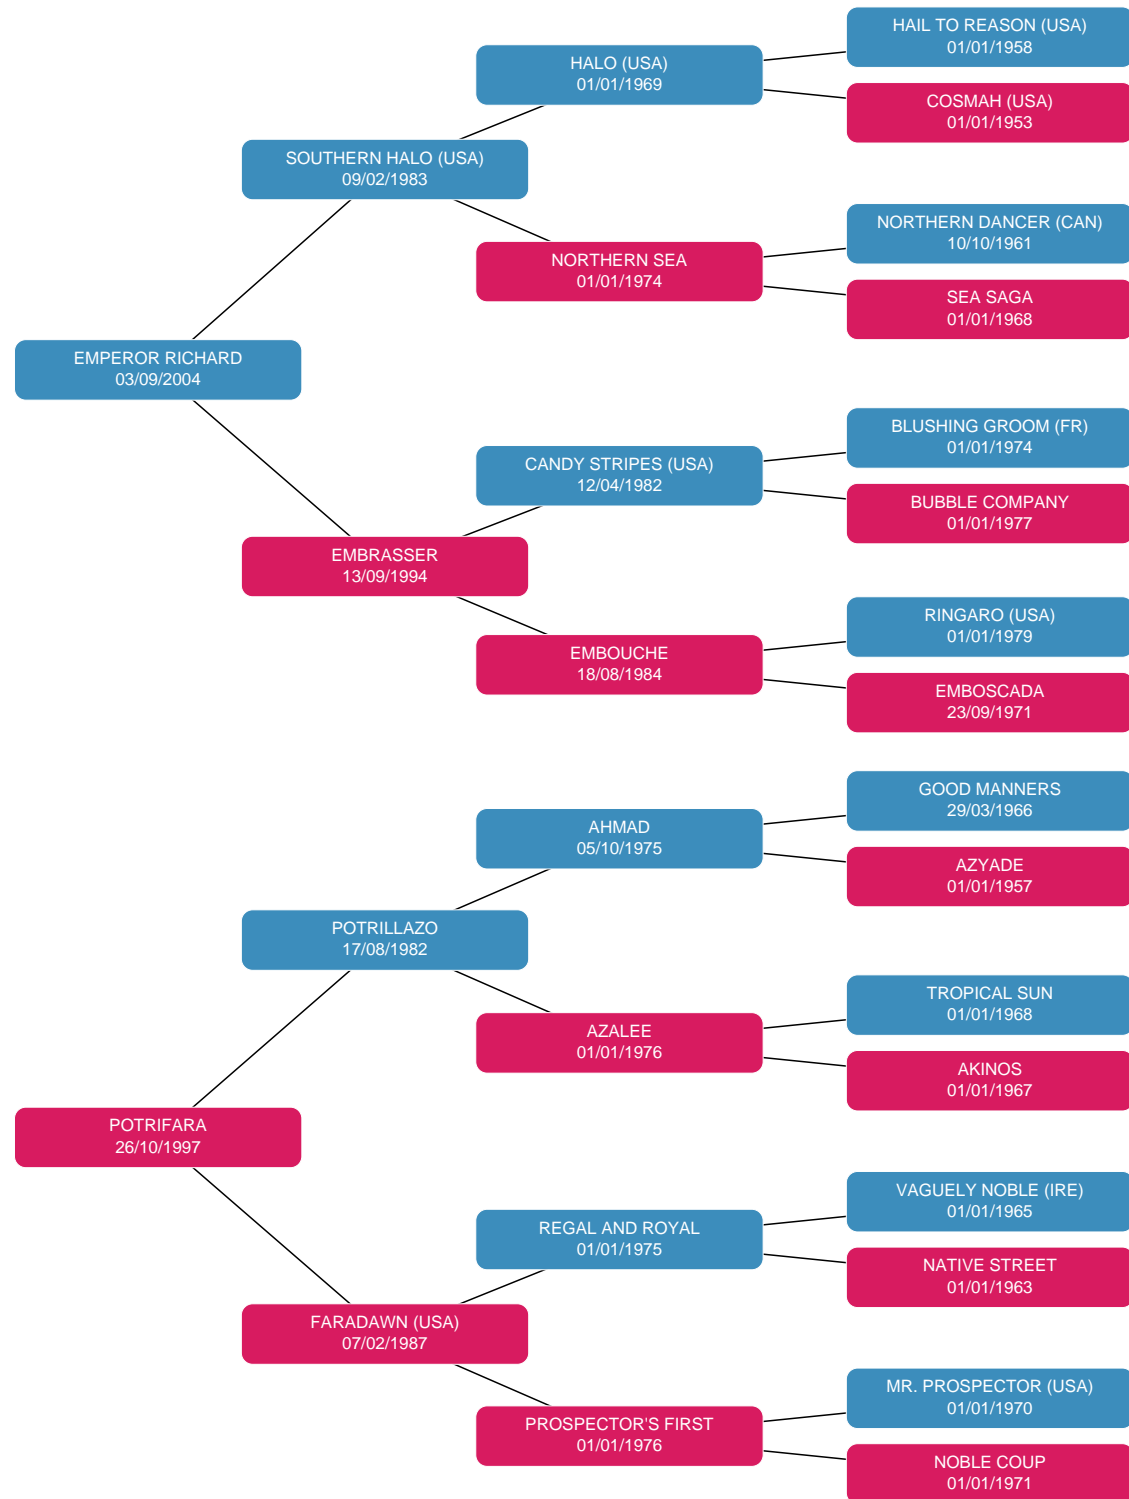 HAIL TO REASON (USA)
01/01/1958
HALO (USA)
01/01/1969
COSMAH (USA)
01/01/1953
SOUTHERN HALO (USA)
09/02/1983
NORTHERN DANCER (CAN)
10/10/1961
NORTHERN SEA
01/01/1974
SEA SAGA
01/01/1968
EMPEROR RICHARD
03/09/2004
BLUSHING GROOM (FR)
01/01/1974
CANDY STRIPES (USA)
12/04/1982
BUBBLE COMPANY
01/01/1977
EMBRASSER
13/09/1994
RINGARO (USA)
01/01/1979
EMBOUCHE
18/08/1984
EMBOSCADA
23/09/1971
GOOD MANNERS
29/03/1966
AHMAD
05/10/1975
AZYADE
01/01/1957
POTRILLAZO
17/08/1982
TROPICAL SUN
01/01/1968
AZALEE
01/01/1976
AKINOS
01/01/1967
POTRIFARA
26/10/1997
VAGUELY NOBLE (IRE)
01/01/1965
REGAL AND ROYAL
01/01/1975
NATIVE STREET
01/01/1963
FARADAWN (USA)
07/02/1987
MR. PROSPECTOR (USA)
01/01/1970
PROSPECTOR'S FIRST
01/01/1976
NOBLE COUP
01/01/1971